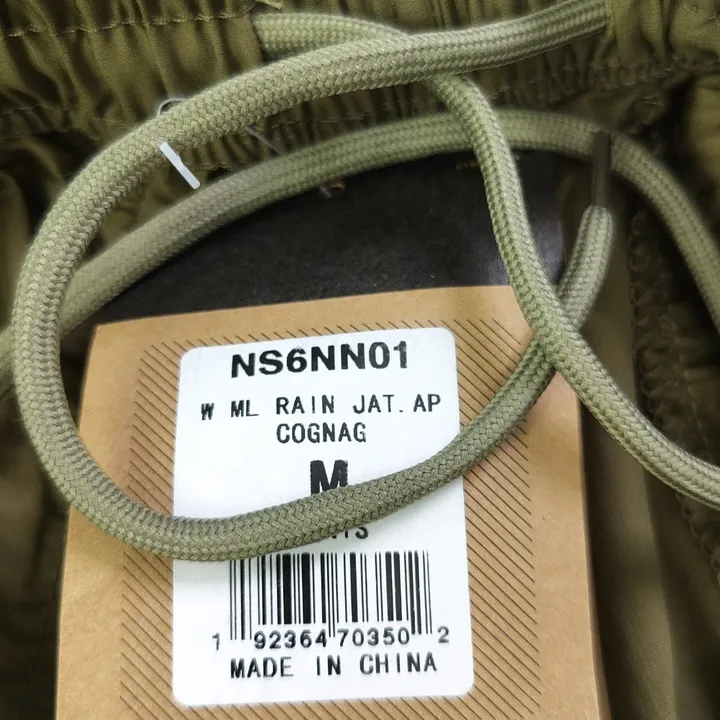 NS6NN01
W ML RAIN JAT. AP
COGNAG
M
1 92364 70350 2
MADE IN CHINA